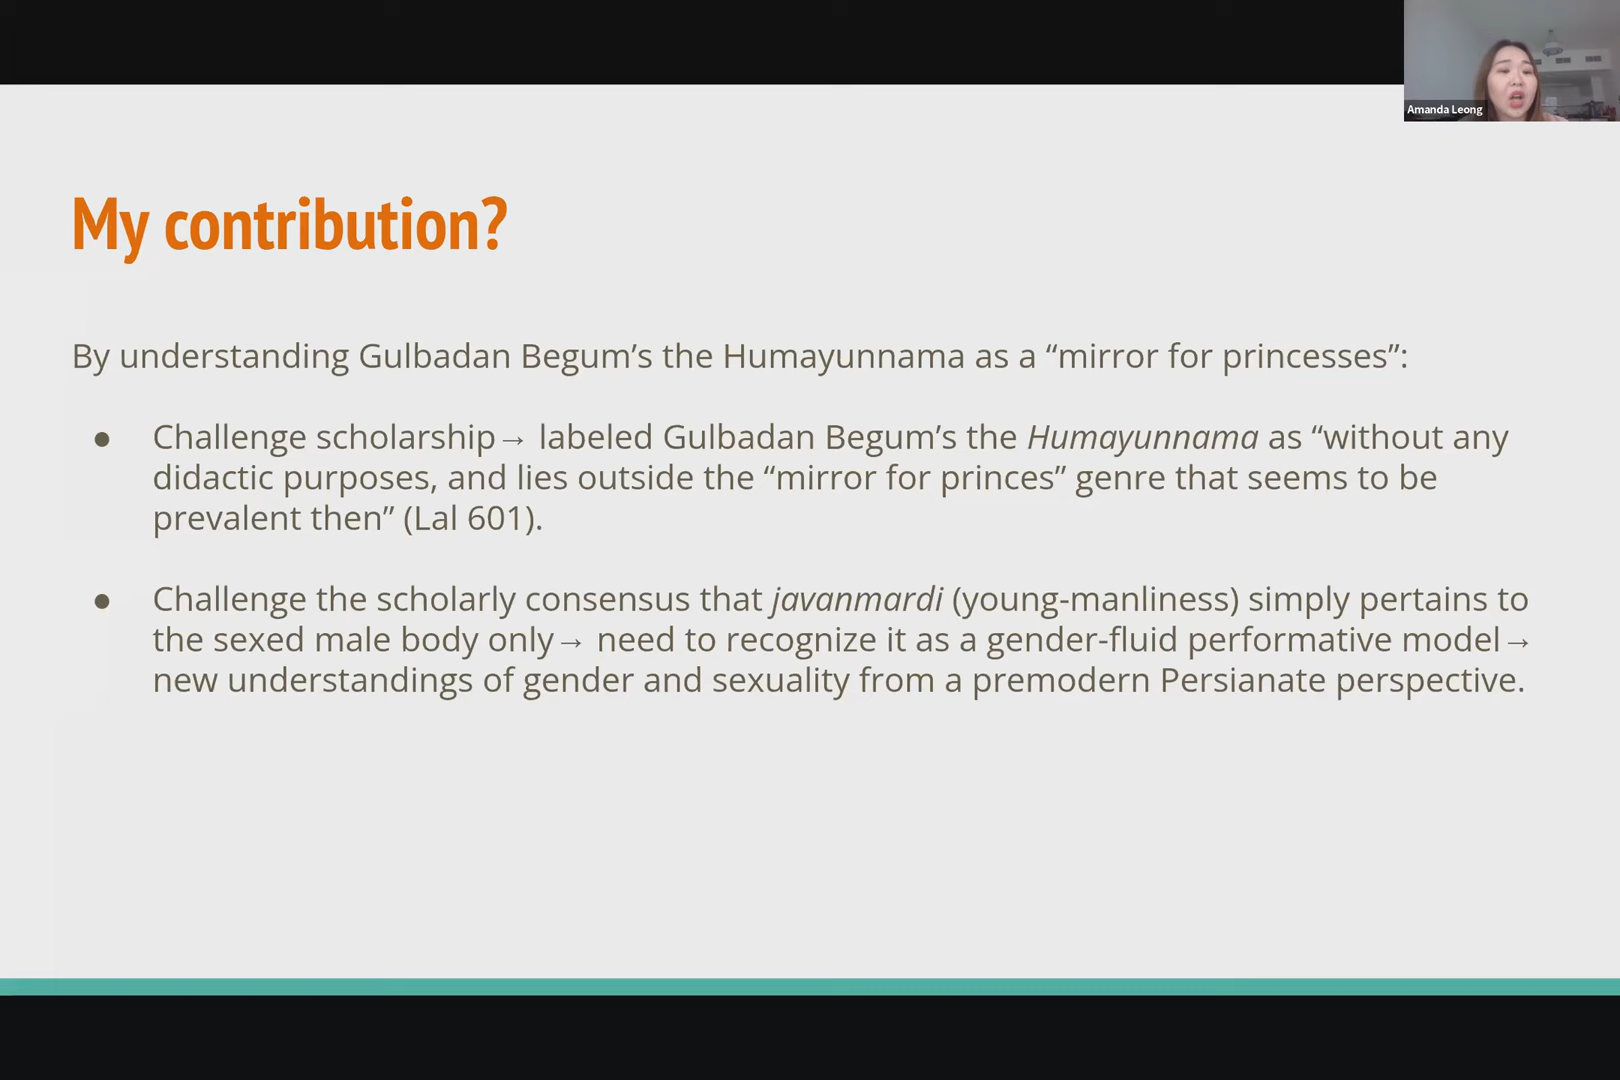 Amanda Leong
My contribution?
By understanding Gulbadan Begum’s the Humayunnama as a “mirror for princesses”:
● Challenge scholarship→ labeled Gulbadan Begum’s the Humayunnama as “without any
didactic purposes, and lies outside the “mirror for princes” genre that seems to be
prevalent then” (Lal 601).
● Challenge the scholarly consensus that javanmardi (young-manliness) simply pertains to
the sexed male body only→ need to recognize it as a gender-fluid performative model→
new understandings of gender and sexuality from a premodern Persianate perspective.